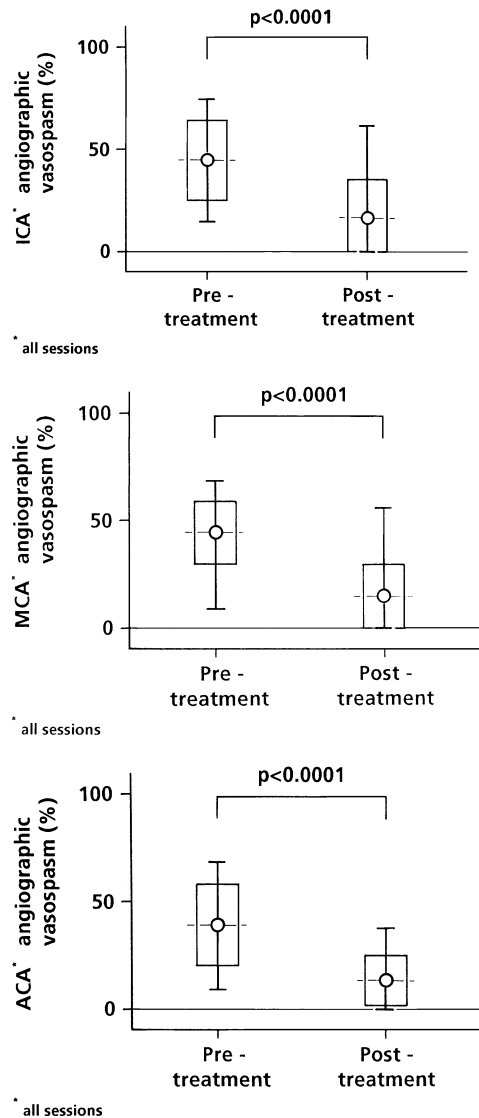 p<0.0001
ICA* angiographic
vasospasm (%)
100
50
0
Pre -
treatment
Post -
treatment
* all sessions
p<0.0001
MCA* angiographic
vasospasm (%)
100
50
0
Pre -
treatment
Post -
treatment
* all sessions
p<0.0001
ACA* angiographic
vasospasm (%)
100
50
0
Pre -
treatment
Post -
treatment
* all sessions